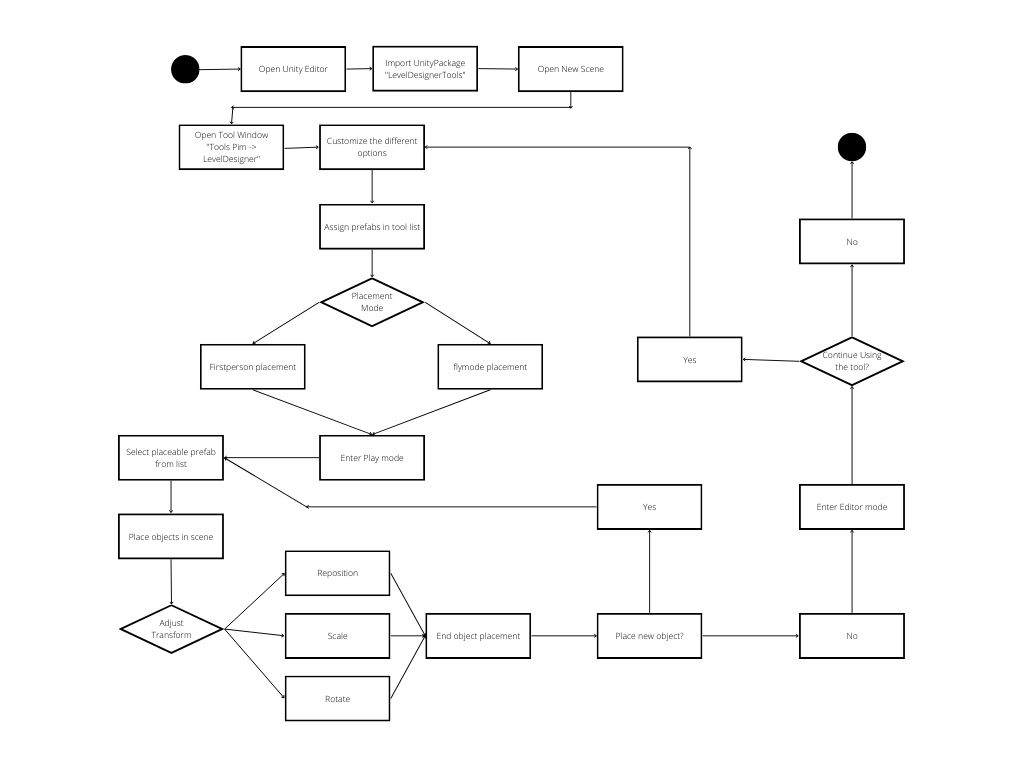 Open Unity Editor
Import UnityPackage
"LevelDesignerTools"
Open New Scene
Open Tool Window
"Tools Pim ->
LevelDesigner"
Customize the different
options
Assign prefabs in tool list
No
Placement
Mode
Firstperson placement
flymode placement
Yes
Continue Using
the tool?
Select placeable prefab
from list
Enter Play mode
Yes
Enter Editor mode
Place objects in scene
Reposition
Adjust
Transform
Scale
End object placement
Place new object?
No
Rotate